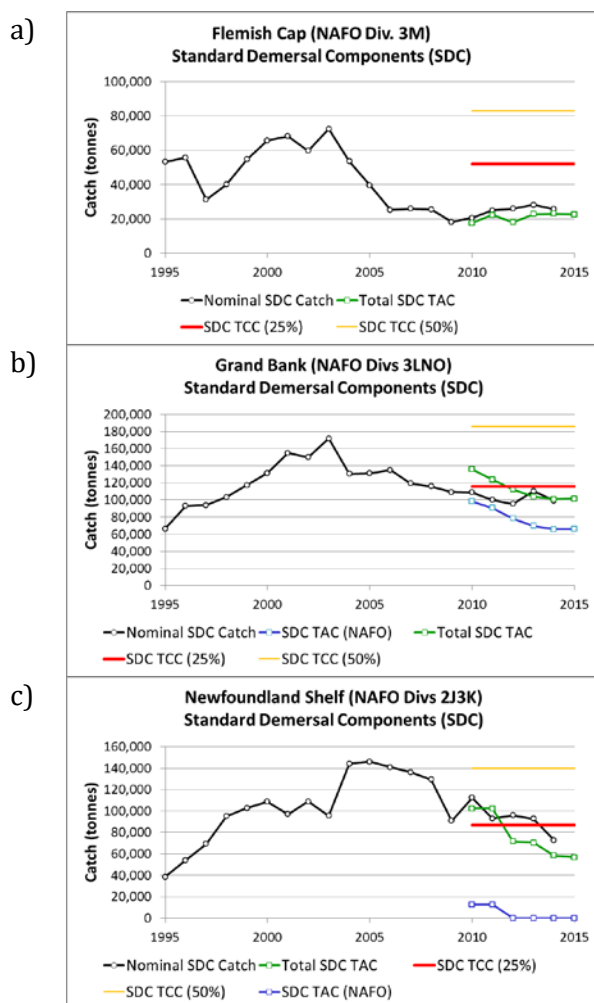 a)
Flemish Cap (NAFO Div. 3M)
Standard Demersal Components (SDC)
Catch (tonnes)
100,000
80,000
60,000
40,000
20,000
0
1995 2000 2005 2010 2015
Nominal SDC Catch Total SDC TAC
SDC TCC (25%) SDC TCC (50%)
b)
Grand Bank (NAFO Divs 3LNO)
Standard Demersal Components (SDC)
Catch (tonnes)
200,000
180,000
160,000
140,000
120,000
100,000
80,000
60,000
40,000
20,000
0
1995 2000 2005 2010 2015
Nominal SDC Catch SDC TAC (NAFO) Total SDC TAC
SDC TCC (25%) SDC TCC (50%)
c)
Newfoundland Shelf (NAFO Divs 2J3K)
Standard Demersal Components (SDC)
Catch (tonnes)
160,000
140,000
120,000
100,000
80,000
60,000
40,000
20,000
0
1995 2000 2005 2010 2015
Nominal SDC Catch Total SDC TAC SDC TCC (25%)
SDC TCC (50%) SDC TAC (NAFO)